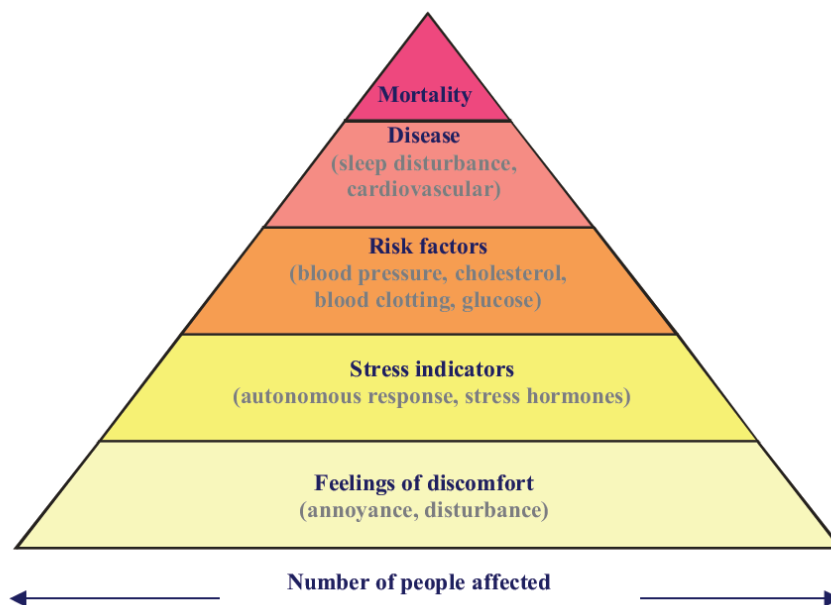 Mortality
Disease
(sleep disturbance,
cardiovascular)
Risk factors
(blood pressure, cholesterol,
blood clotting, glucose)
Stress indicators
(autonomous response, stress hormones)
Feelings of discomfort
(annoyance, disturbance)
Number of people affected